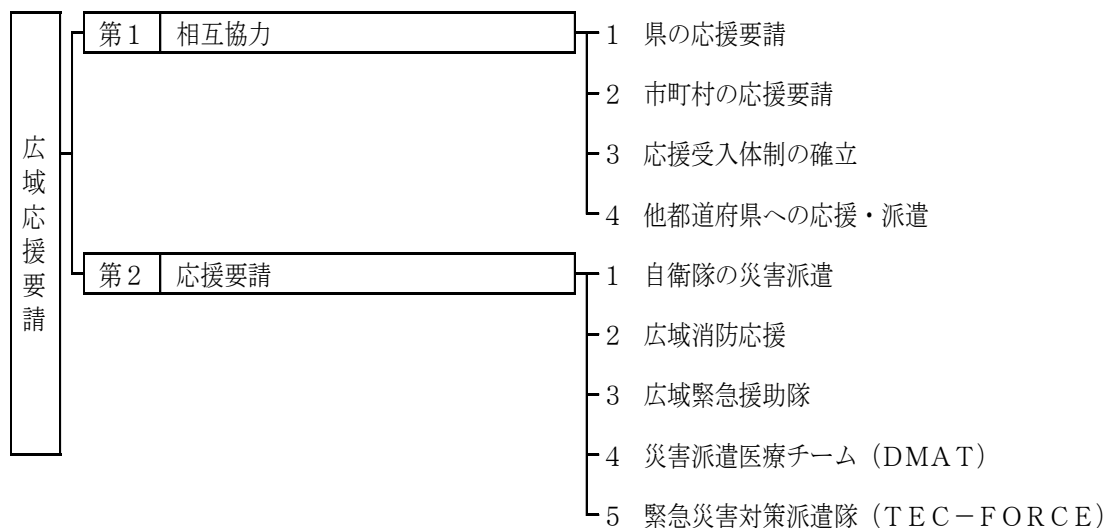 広域応援要請
第１ 相互協力
１ 県の応援要請
２ 市町村の応援要請
３ 応援受入体制の確立
４ 他都道府県への応援・派遣
第２ 応援要請
１ 自衛隊の災害派遣
２ 広域消防応援
３ 広域緊急援助隊
４ 災害派遣医療チーム（ＤＭＡＴ）
５ 緊急災害対策派遣隊（ＴＥＣ－ＦＯＲＣＥ）